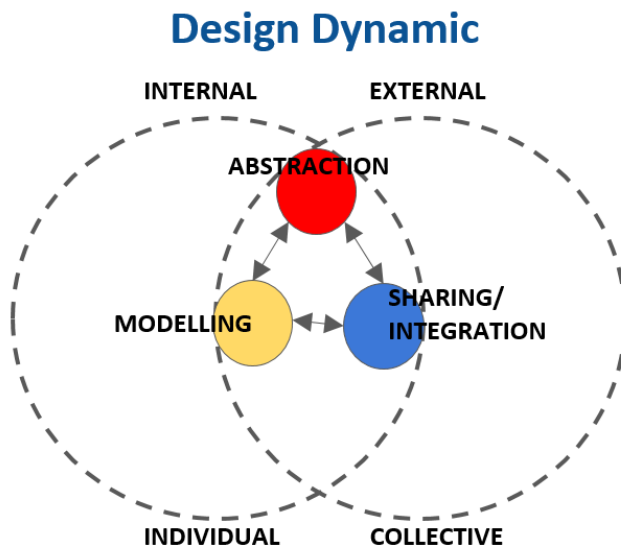 Design Dynamic
INTERNAL
EXTERNAL
ABSTRACTION
MODELLING
SHARING/
INTEGRATION
INDIVIDUAL
COLLECTIVE